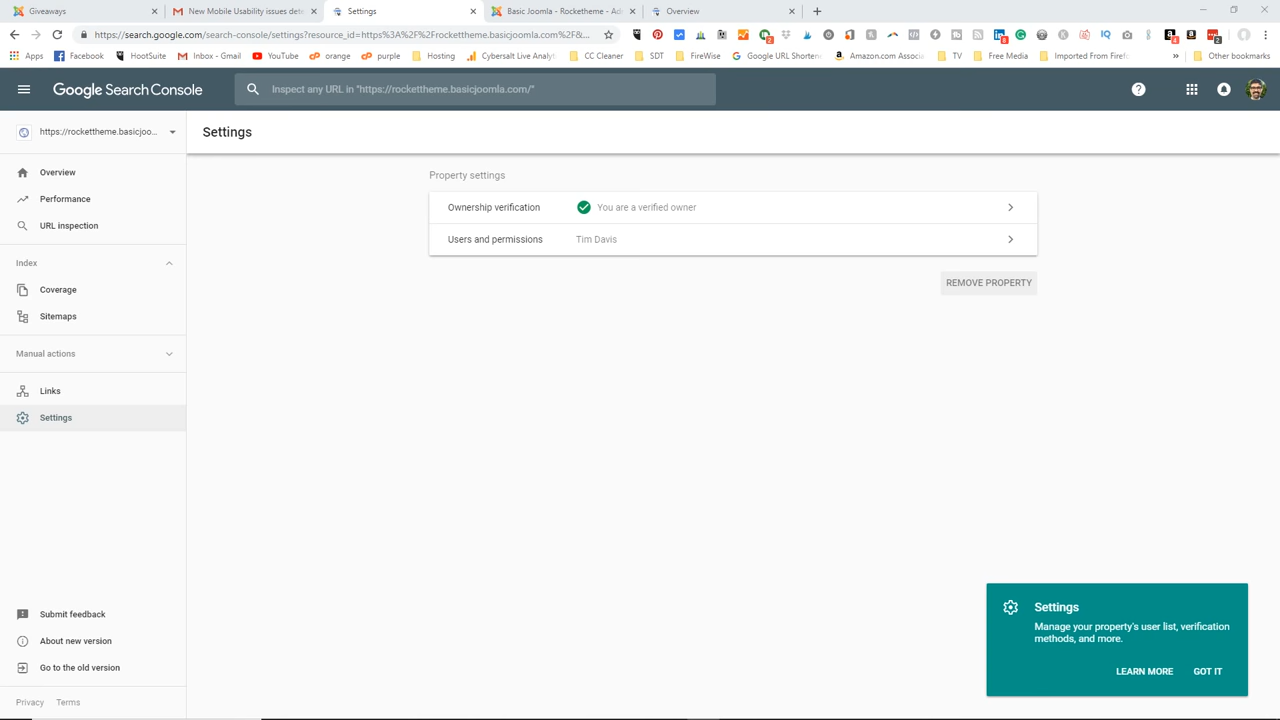 Giveaways
New Mobile Usability issues dete
Settings
Basic Joomla - Rocketheme - Ad
Overview
https://search.google.com/search-console/settings?resource_id=https%3A%2F%2Frockettheme.basicjoomla.com%2F&...
Apps
Facebook
HootSuite
Inbox - Gmail
YouTube
orange
purple
Hosting
Cybersalt Live Analyt
CC Cleaner
SDT
FireWise
Google URL Shortene
Amazon.com Associa
TV
Free Media
Imported From Firef
Other bookmarks
Google Search Console
Inspect any URL in "https://rockettheme.basicjoomla.com/"
https://rockettheme.basicjoo...
Settings
Overview
Performance
URL inspection
Index
Coverage
Sitemaps
Manual actions
Links
Settings
Property settings
Ownership verification
You are a verified owner
Users and permissions
Tim Davis
REMOVE PROPERTY
Submit feedback
About new version
Go to the old version
Privacy
Terms
Settings
Manage your property's user list, verification
methods, and more.
LEARN MORE
GOT IT